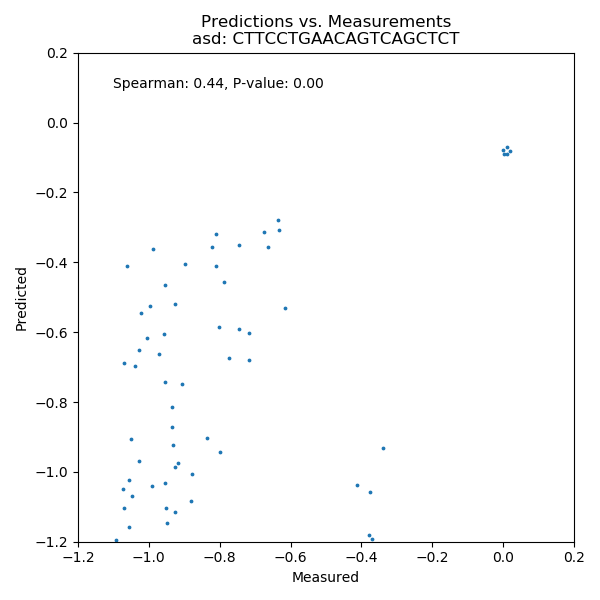 Predictions vs. Measurements
asd: CTTCCTGAACAGTCAGCTCT
0.2
Spearman: 0.44, P-value: 0.00
0.0
−0.2
−0.4
Predicted
−0.6
−0.8
−1.0
−1.2
−1.2 −1.0 −0.8 −0.6 −0.4 −0.2 0.0 0.2
Measured